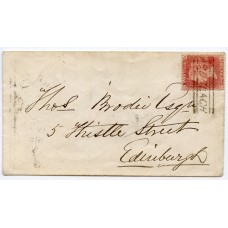 Thos Brodie Esqr
5 Thistle Street
Edinburgh